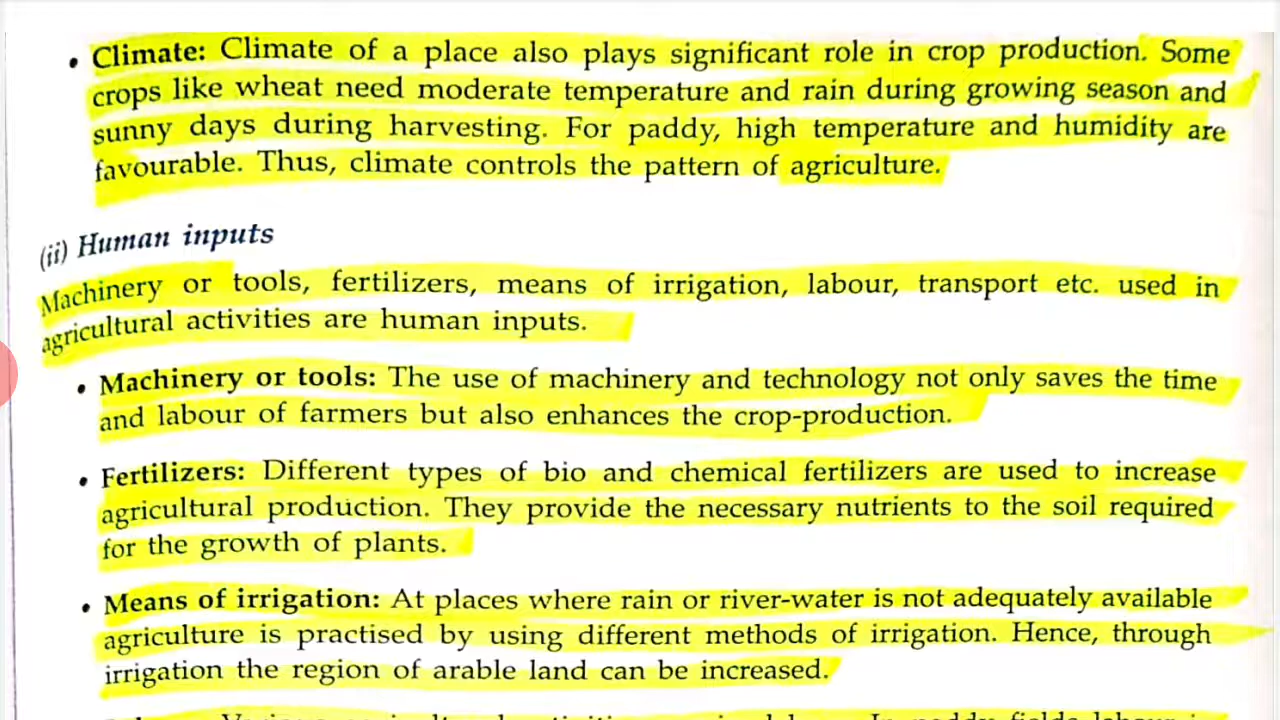 • Climate: Climate of a place also plays significant role in crop production. Some
crops like wheat need moderate temperature and rain during growing season and
sunny days during harvesting. For paddy, high temperature and humidity are
favourable. Thus, climate controls the pattern of agriculture.
(ii) Human inputs
Machinery or tools, fertilizers, means of irrigation, labour, transport etc. used in
agricultural activities are human inputs.
• Machinery or tools: The use of machinery and technology not only saves the time
and labour of farmers but also enhances the crop-production.
• Fertilizers: Different types of bio and chemical fertilizers are used to increase
agricultural production. They provide the necessary nutrients to the soil required
for the growth of plants.
• Means of irrigation: At places where rain or river-water is not adequately available
agriculture is practised by using different methods of irrigation. Hence, through
irrigation the region of arable land can be increased.